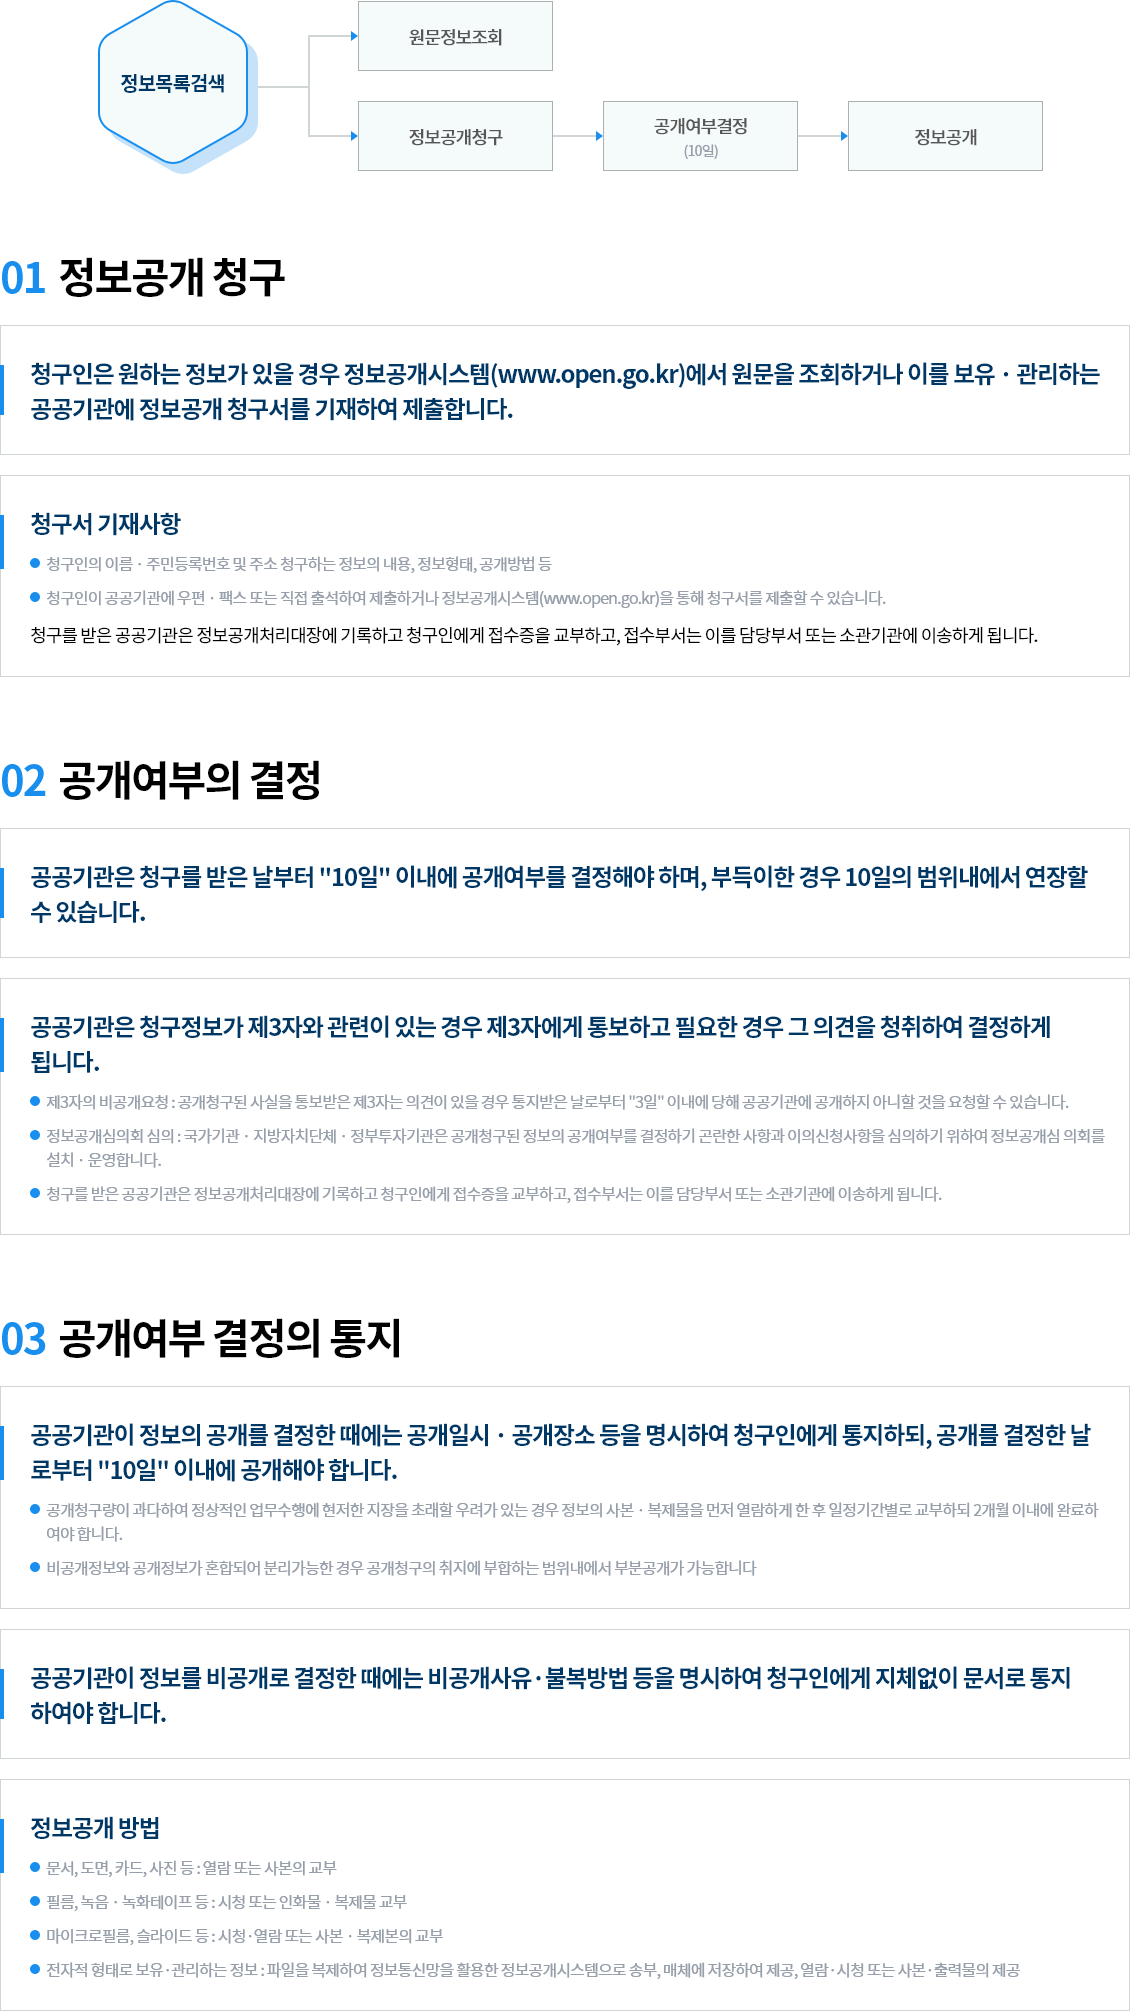 정보목록검색
원문정보조회
정보공개청구
공개여부결정
(10일)
정보공개
01 정보공개 청구
청구인은 원하는 정보가 있을 경우 정보공개시스템(www.open.go.kr)에서 원문을 조회하거나 이를 보유 · 관리하는
공공기관에 정보공개 청구서를 기재하여 제출합니다.
청구서 기재사항
청구인의 이름 · 주민등록번호 및 주소 청구하는 정보의 내용, 정보형태, 공개방법 등
청구인이 공공기관에 우편 · 팩스 또는 직접 출석하여 제출하거나 정보공개시스템(www.open.go.kr)을 통해 청구서를 제출할 수 있습니다.
청구를 받은 공공기관은 정보공개처리대장에 기록하고 청구인에게 접수증을 교부하고, 접수부서는 이를 담당부서 또는 소관기관에 이송하게 됩니다.
02 공개여부의 결정
공공기관은 청구를 받은 날부터 "10일" 이내에 공개여부를 결정해야 하며, 부득이한 경우 10일의 범위내에서 연장할
수 있습니다.
공공기관은 청구정보가 제3자와 관련이 있는 경우 제3자에게 통보하고 필요한 경우 그 의견을 청취하여 결정하게
됩니다.
제3자의 비공개요청 : 공개청구된 사실을 통보받은 제3자는 의견이 있을 경우 통지받은 날로부터 "3일" 이내에 당해 공공기관에 공개하지 아니할 것을 요청할 수 있습니다.
정보공개심의회 심의 : 국가기관 · 지방자치단체 · 정부투자기관은 공개청구된 정보의 공개여부를 결정하기 곤란한 사항과 이의신청사항을 심의하기 위하여 정보공개심 의회를
설치 · 운영합니다.
청구를 받은 공공기관은 정보공개처리대장에 기록하고 청구인에게 접수증을 교부하고, 접수부서는 이를 담당부서 또는 소관기관에 이송하게 됩니다.
03 공개여부 결정의 통지
공공기관이 정보의 공개를 결정한 때에는 공개일시 · 공개장소 등을 명시하여 청구인에게 통지하되, 공개를 결정한 날
로부터 "10일" 이내에 공개해야 합니다.
공개청구량이 과다하여 정상적인 업무수행에 현저한 지장을 초래할 우려가 있는 경우 정보의 사본 · 복제물을 먼저 열람하게 한 후 일정기간별로 교부하되 2개월 이내에 완료하
여야 합니다.
비공개정보와 공개정보가 혼합되어 분리가능한 경우 공개청구의 취지에 부합하는 범위내에서 부분공개가 가능합니다
공공기관이 정보를 비공개로 결정한 때에는 비공개사유·불복방법 등을 명시하여 청구인에게 지체없이 문서로 통지
하여야 합니다.
정보공개 방법
문서, 도면, 카드, 사진 등 : 열람 또는 사본의 교부
필름, 녹음 · 녹화테이프 등 : 시청 또는 인화물 · 복제물 교부
마이크로필름, 슬라이드 등 : 시청·열람 또는 사본 · 복제본의 교부
전자적 형태로 보유·관리하는 정보 : 파일을 복제하여 정보통신망을 활용한 정보공개시스템으로 송부, 매체에 저장하여 제공, 열람·시청 또는 사본·출력물의 제공